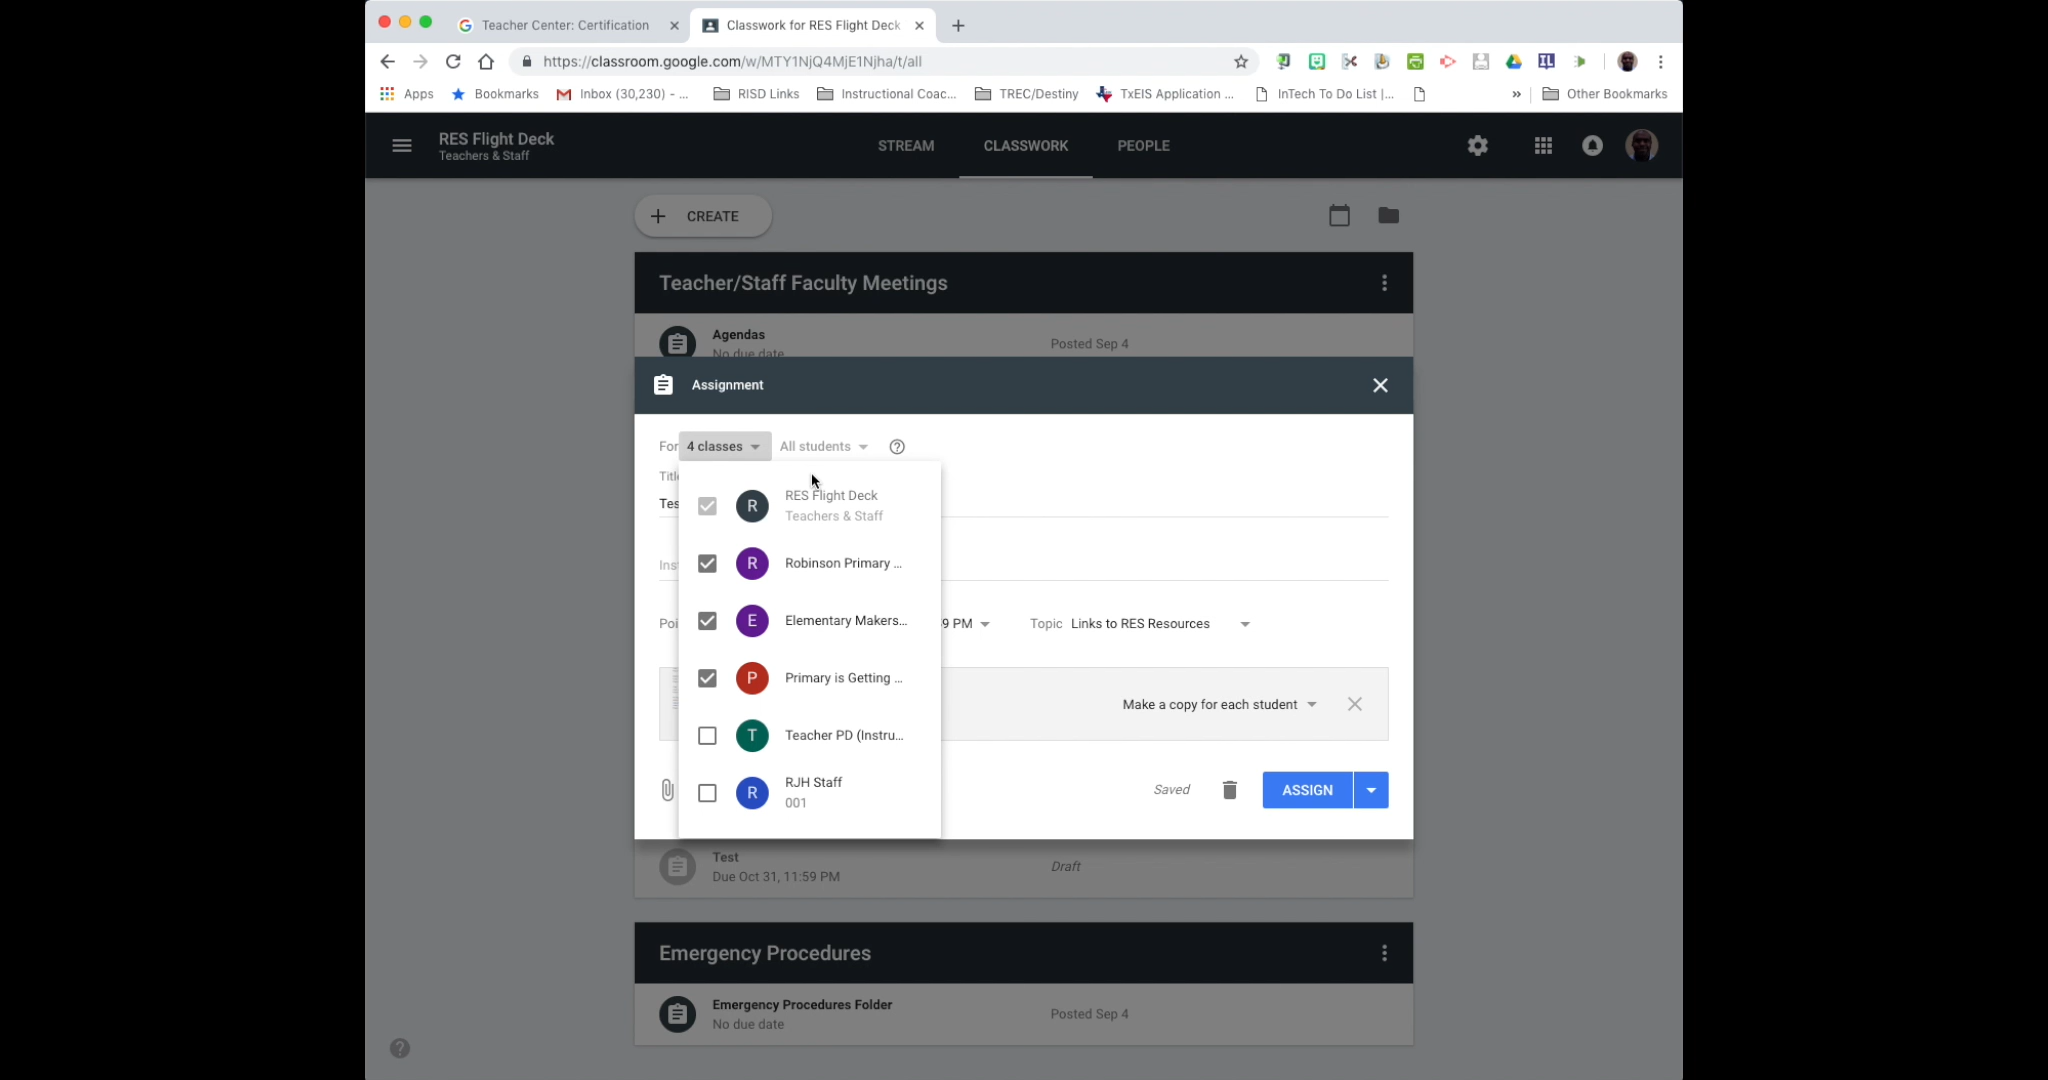 Teacher Center: Certification
Classwork for RES Flight Deck
https://classroom.google.com/w/MTY1NjQ4MjE1Njha/t/all
Apps
Bookmarks
Inbox (30,230) - ...
RISD Links
Instructional Coac...
TREC/Destiny
TxEIS Application ...
InTech To Do List |...
»
Other Bookmarks
RES Flight Deck
Teachers & Staff
STREAM
CLASSWORK
PEOPLE
CREATE
Teacher/Staff Faculty Meetings
Agendas
No due date
Posted Sep 4
Assignment
For
4 classes
All students
Title
Tes
R
RES Flight Deck
Teachers & Staff
R
Robinson Primary ...
Ins
E
Elementary Makers...
Poi
9 PM
Topic
Links to RES Resources
P
Primary is Getting ...
Make a copy for each student
T
Teacher PD (Instru...
R
RJH Staff
001
Saved
ASSIGN
Test
Due Oct 31, 11:59 PM
Draft
Emergency Procedures
Emergency Procedures Folder
No due date
Posted Sep 4